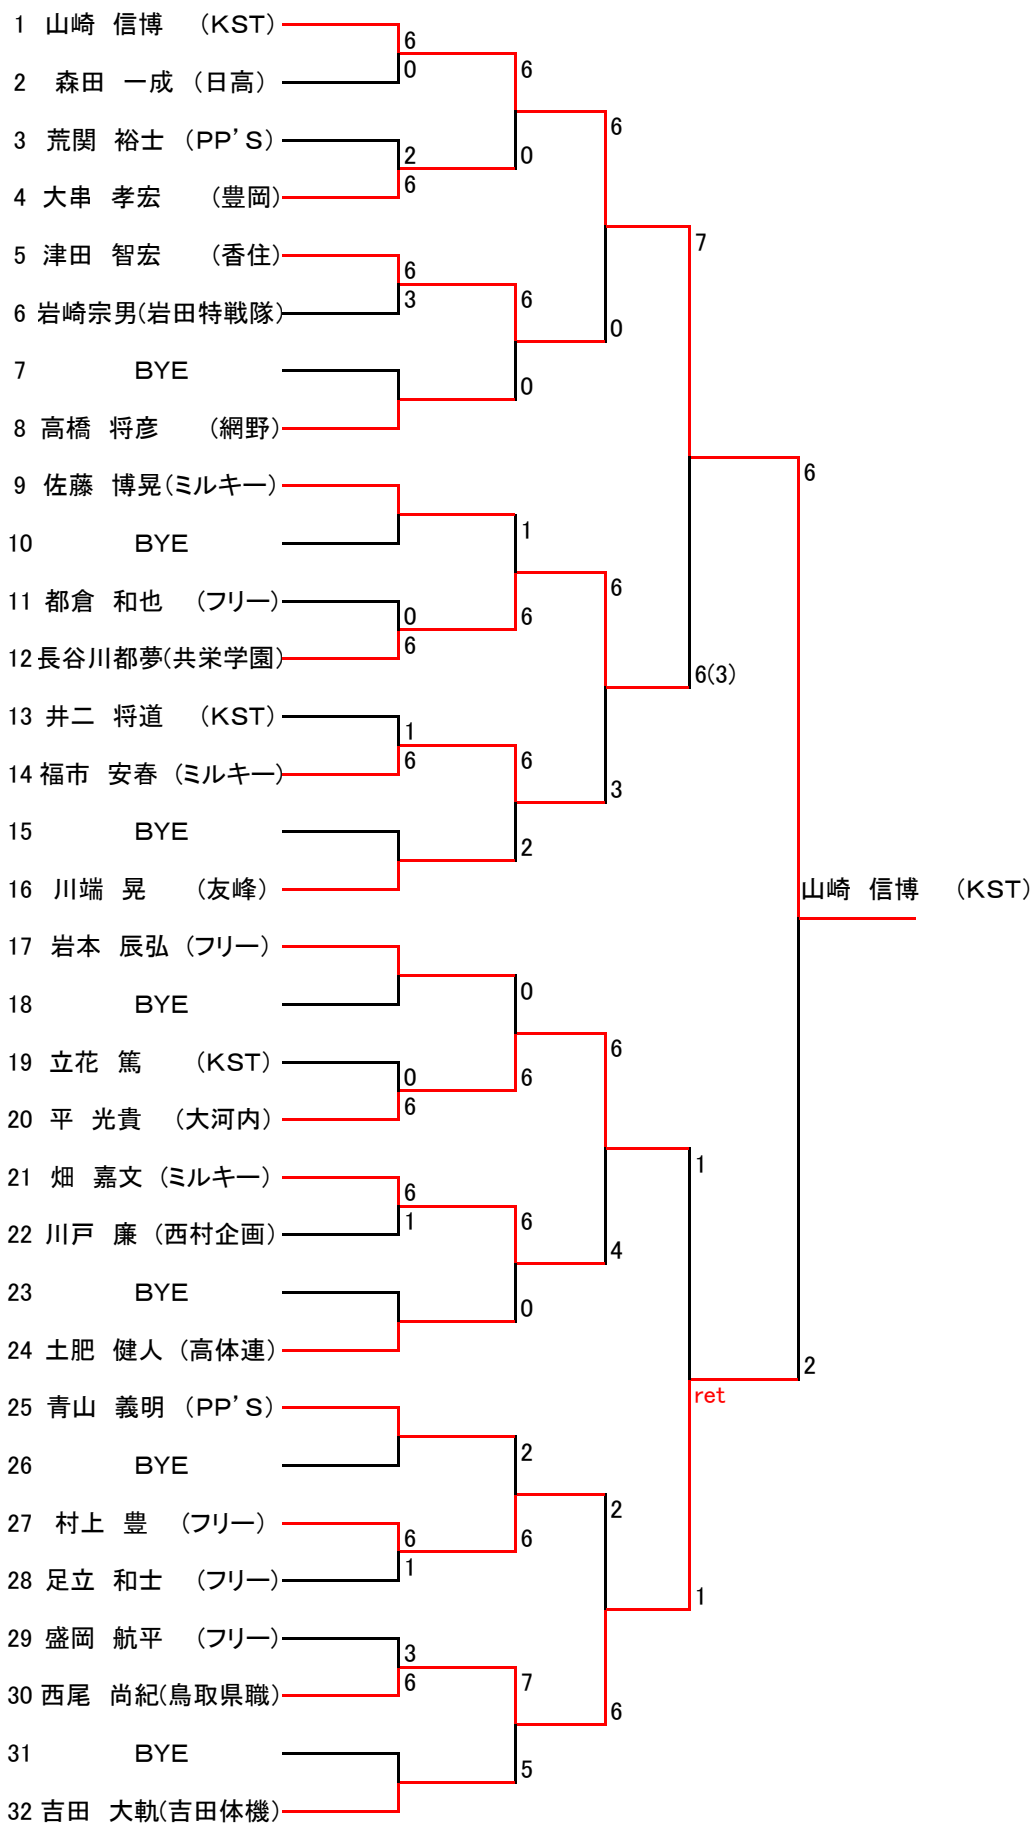 1 山崎 信博 （KST）
6
0
6
2 森田 一成 （日高）
6
3 荒関 裕士 （PP’S）
2
6
0
4 大串 孝宏 （豊岡）
7
5 津田 智宏 （香住）
6
3
6
6 岩崎宗男(岩田特戦隊)
0
7 BYE
0
8 高橋 将彦 （網野）
6
9 佐藤 博晃(ミルキー)
1
10 BYE
6
11 都倉 和也 （フリー）
0
6
6
12 長谷川都夢(共栄学園)
6(3)
13 井二 将道 （KST）
1
6
6
14 福市 安春 （ミルキー）
3
15 BYE
2
16 川端 晃 （友峰）
山崎 信博 （KST）
17 岩本 辰弘 （フリー）
0
18 BYE
6
19 立花 篤 （KST）
0
6
6
20 平 光貴 （大河内）
1
21 畑 嘉文 （ミルキー）
6
1
6
22 川戸 廉 （西村企画）
4
23 BYE
0
24 土肥 健人 （高体連）
2
ret
25 青山 義明 （PP’S）
2
26 BYE
2
27 村上 豊 （フリー）
6
1
6
28 足立 和士 （フリー）
1
29 盛岡 航平 （フリー）
3
6
7
30 西尾 尚紀(鳥取県職)
6
31 BYE
5
32 吉田 大軌(吉田体機)